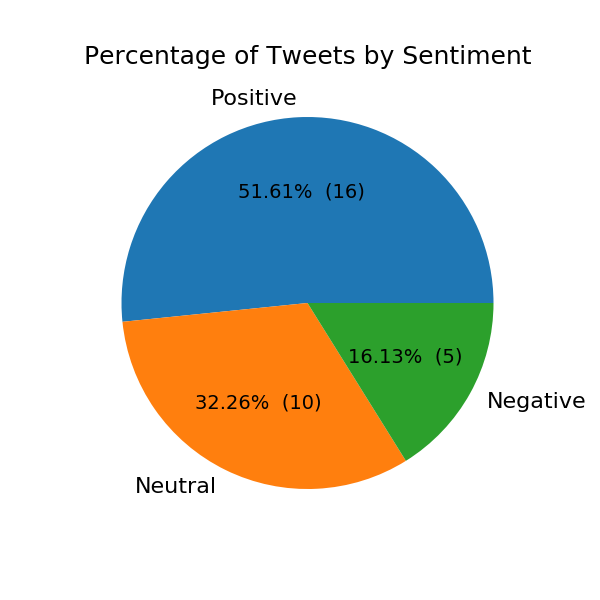 Percentage of Tweets by Sentiment
Positive
51.61% (16)
16.13% (5)
32.26% (10)
Negative
Neutral